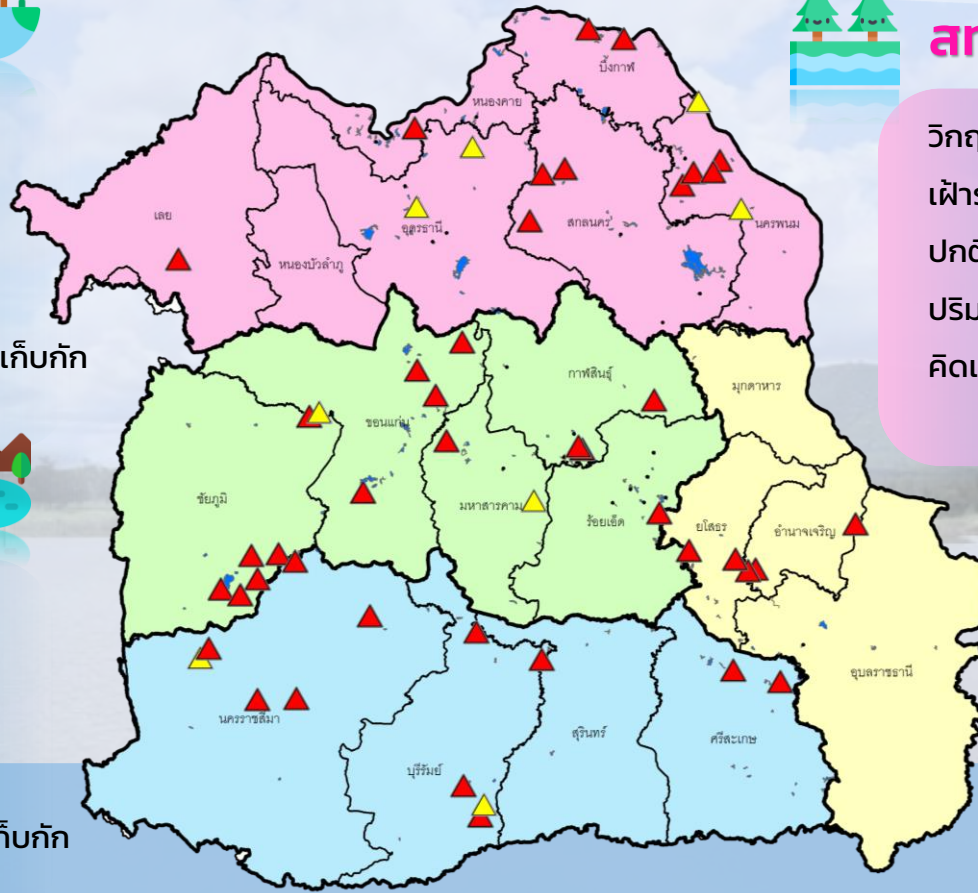 สท
วิกฤ
เฝ้าร
ปกติ
ปริม
คิดเ
เก็บกัก
ก็บกัก
บึงกาฬ
หนองคาย
เลย
อุดรธานี
สกลนคร
นครพนม
หนองบัวลำภู
กาฬสินธุ์
มุกดาหาร
ขอนแก่น
ชัยภูมิ
มหาสารคาม
ร้อยเอ็ด
ยโสธร
อำนาจเจริญ
อุบลราชธานี
นครราชสีมา
บุรีรัมย์
สุรินทร์
ศรีสะเกษ